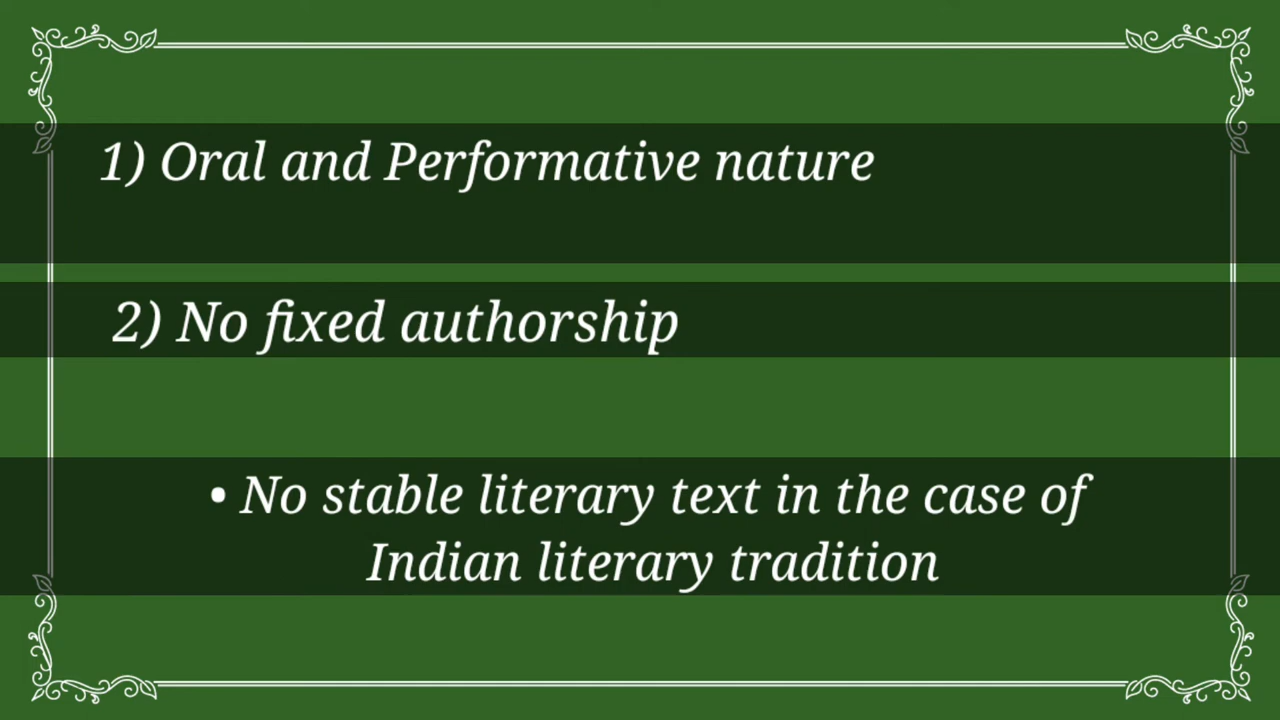 1) Oral and Performative nature
2) No fixed authorship
• No stable literary text in the case of
Indian literary tradition